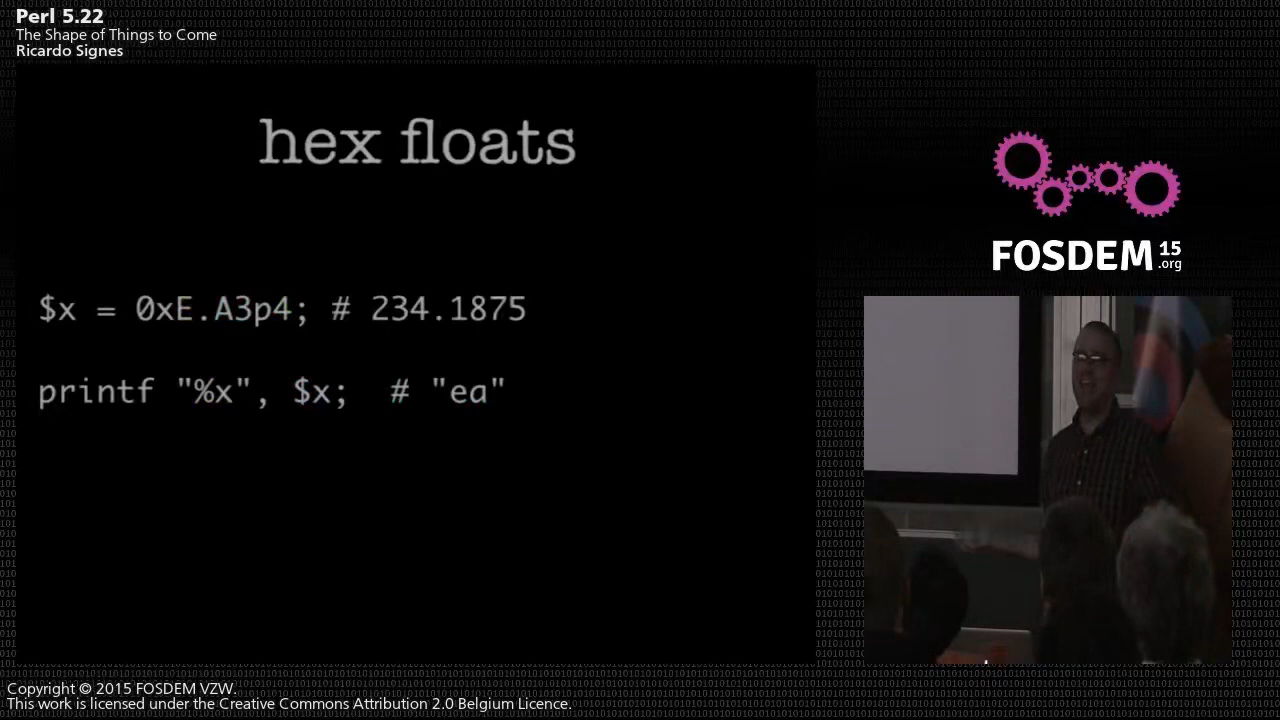 Perl 5.22
The Shape of Things to Come
Ricardo Signes
hex floats
$x = 0xE.A3p4; # 234.1875
printf "%x", $x;  # "ea"
FOSDEM 15
.org
Copyright © 2015 FOSDEM VZW.
This work is licensed under the Creative Commons Attribution 2.0 Belgium Licence.